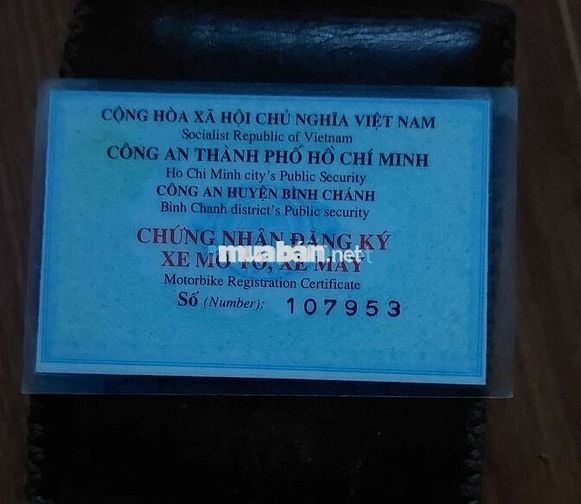 CỘNG HÒA XÃ HỘI CHỦ NGHĨA VIỆT NAM
Socialist Republic of Vietnam
CÔNG AN THÀNH PHỐ HỒ CHÍ MINH
Ho Chi Minh city's Public Security
CÔNG AN HUYỆN BÌNH CHÁNH
Binh Chanh district's Public security
CHỨNG NHẬN ĐĂNG KÝ
muaban.net
XE MÔ TÔ, XE MÁY
Motorbike Registration Certificate
Số (Number): 107953